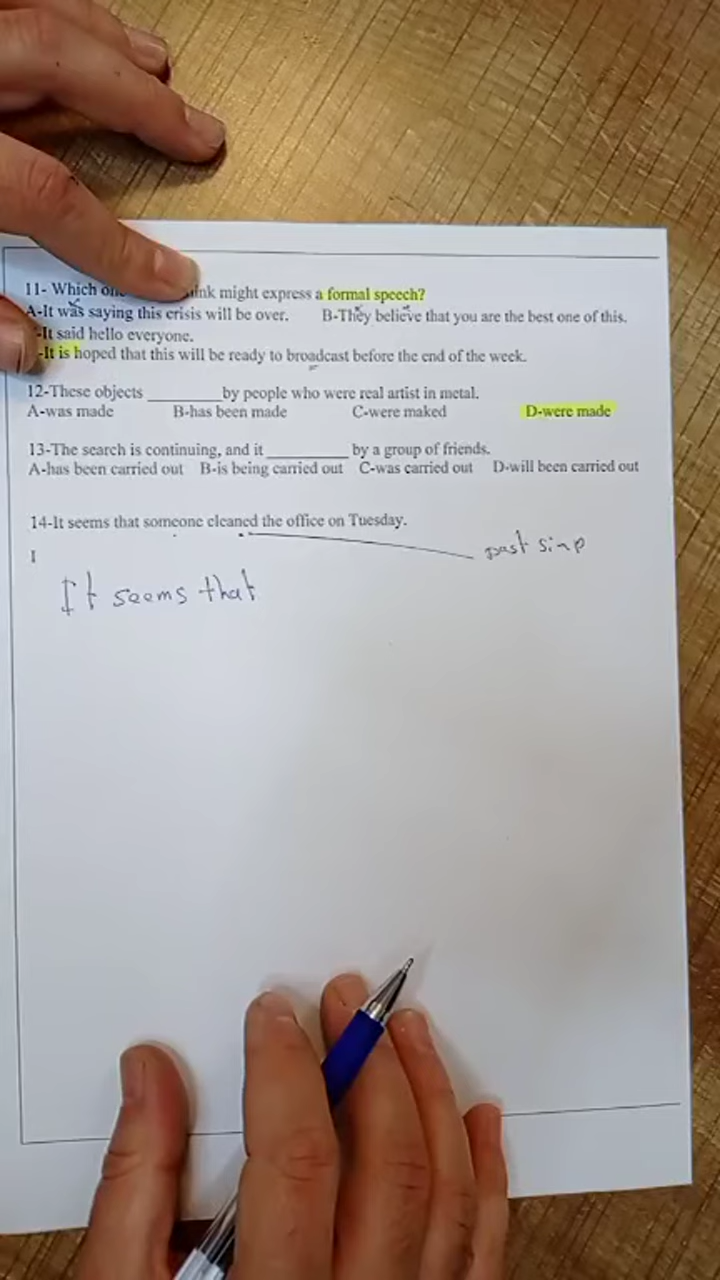 11- Which ink might express a formal speech?
A-It was saying this crisis will be over. B-They believe that you are the best one of this.
-It said hello everyone.
-It is hoped that this will be ready to broadcast before the end of the week.
12-These objects ________ by people who were real artist in metal.
A-was made B-has been made C-were maked D-were made
13-The search is continuing, and it __________ by a group of friends.
A-has been carried out B-is being carried out C-was carried out D-will been carried out
14-It seems that someone cleaned the office on Tuesday.
past simp
I
It seems that